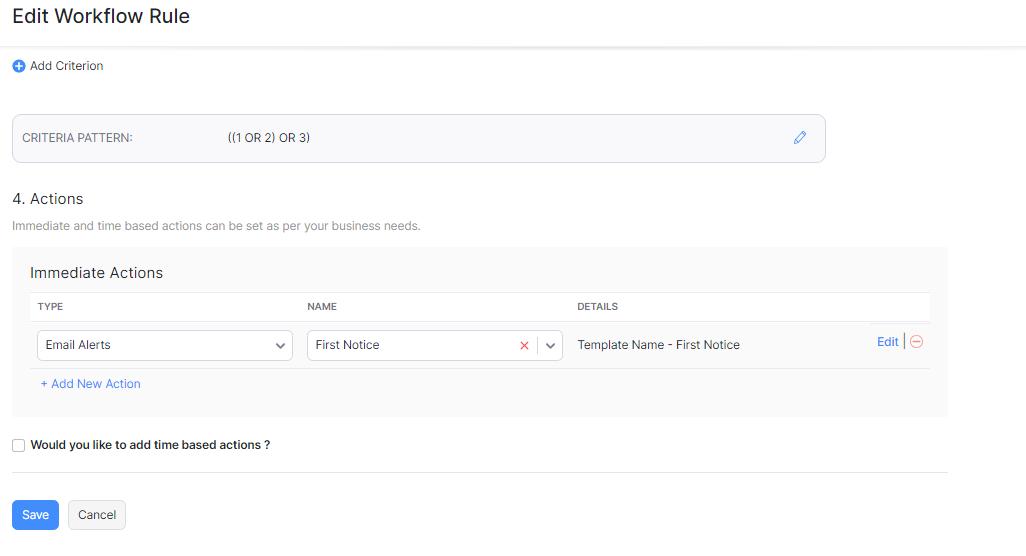 Edit Workflow Rule
Add Criterion
CRITERIA PATTERN: ((1 OR 2) OR 3)
4. Actions
Immediate and time based actions can be set as per your business needs.
Immediate Actions
TYPE NAME DETAILS
Email Alerts First Notice Template Name - First Notice Edit
+ Add New Action
Would you like to add time based actions ?
Save Cancel